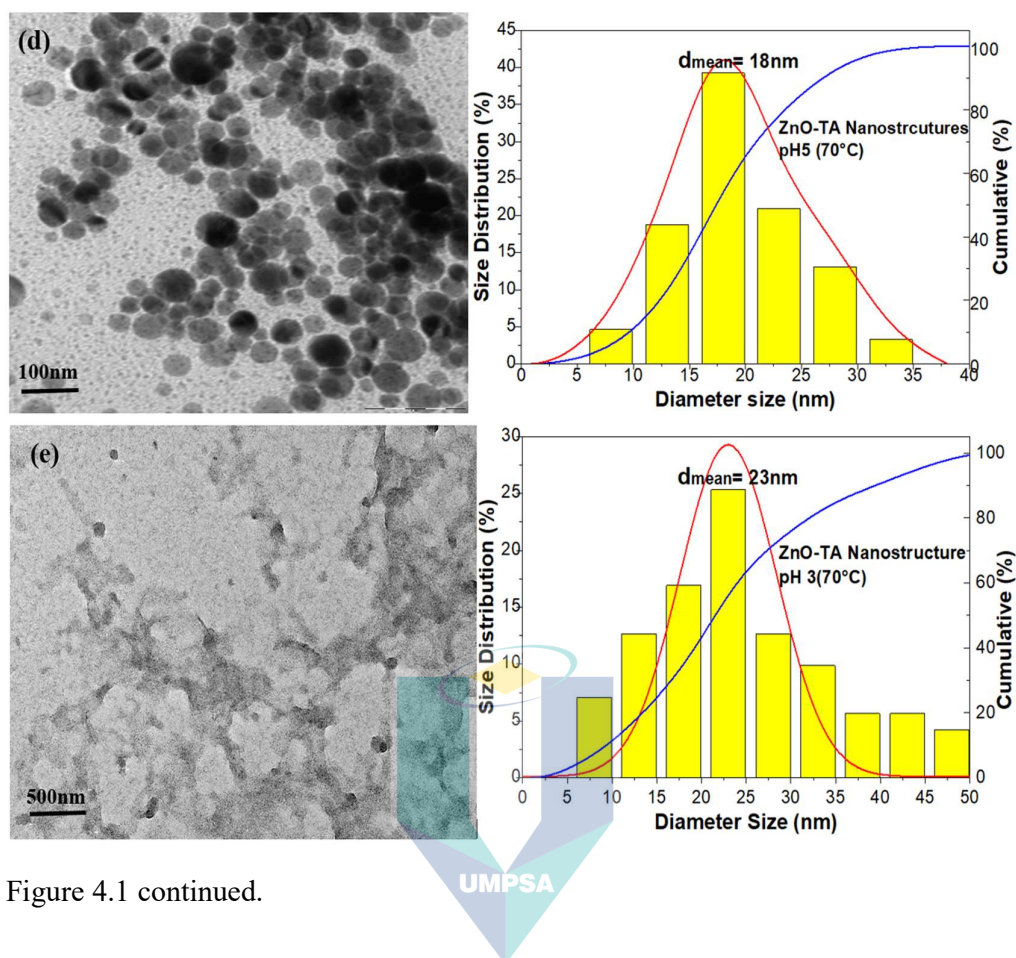 (d)
100nm
45
40
35
30
25
20
15
10
5
0
Size Distribution (%)
dmean= 18nm
ZnO-TA Nanostrcutures
pH5 (70°C)
100
80
60
40
20
0
Cumulative (%)
0 5 10 15 20 25 30 35 40
Diameter size (nm)
(e)
500nm
30
25
20
15
10
5
0
Size Distribution (%)
dmean= 23nm
ZnO-TA Nanostructure
pH 3(70°C)
100
80
60
40
20
0
Cumulative (%)
0 5 10 15 20 25 30 35 40 45 50
Diameter Size (nm)
Figure 4.1 continued.
UMPSA